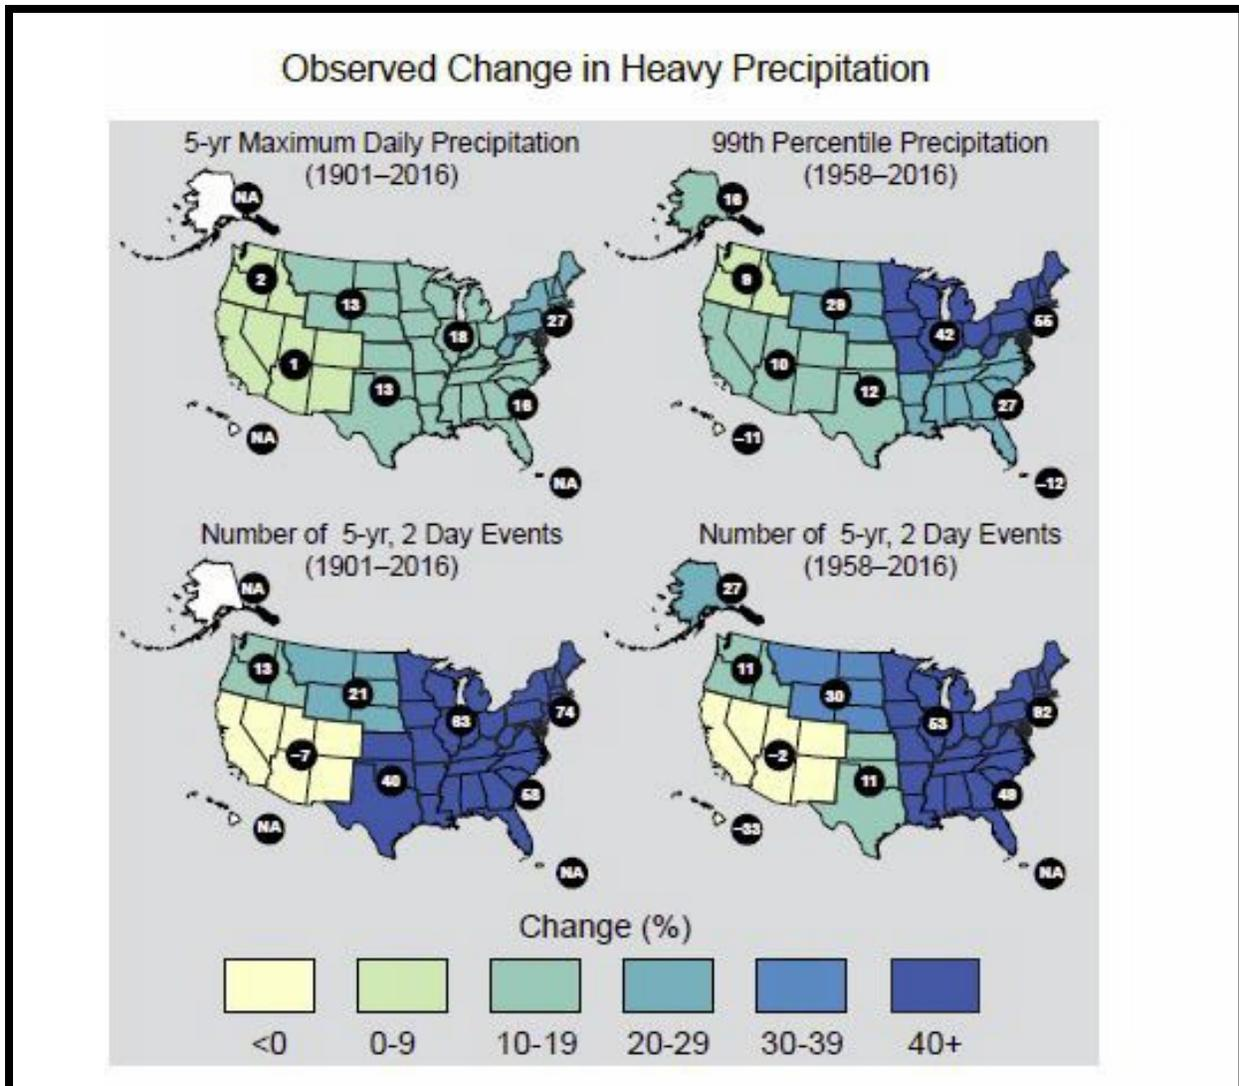 Observed Change in Heavy Precipitation
5-yr Maximum Daily Precipitation
(1901–2016)
NA
2
13
18
27
1
13
16
NA
NA
99th Percentile Precipitation
(1958–2016)
16
9
29
42
55
10
12
27
–11
–12
Number of 5-yr, 2 Day Events
(1901–2016)
NA
13
21
63
74
–7
40
58
NA
NA
Number of 5-yr, 2 Day Events
(1958–2016)
27
11
30
53
92
–2
11
49
–33
NA
Change (%)
<0 0-9 10-19 20-29 30-39 40+